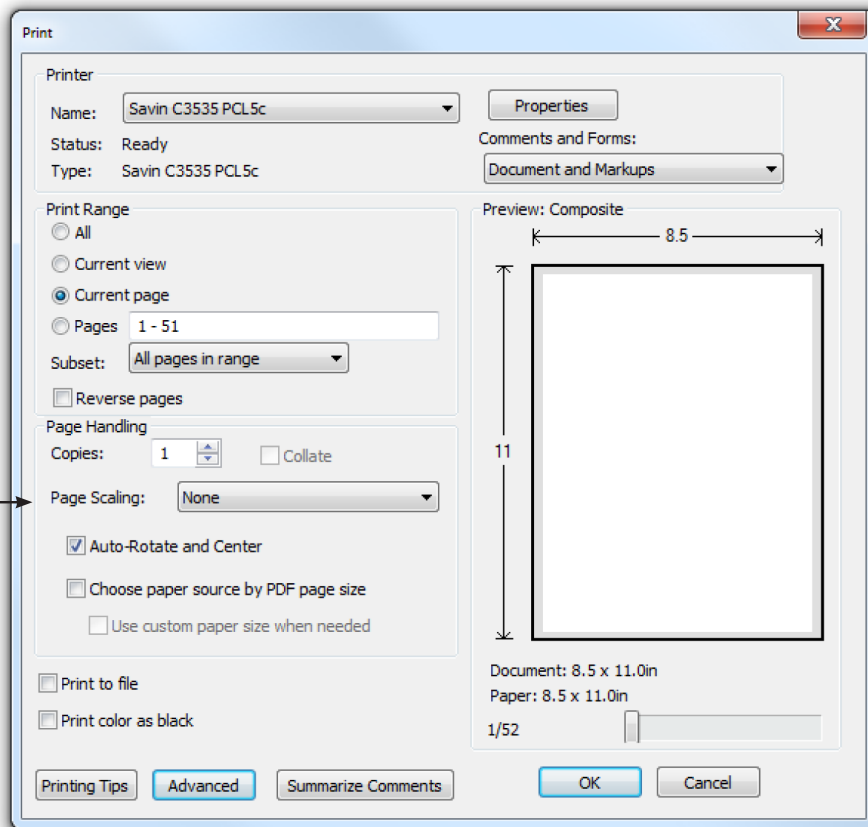 Print
Printer
Name: Savin C3535 PCL5c Properties
Status: Ready Comments and Forms:
Type: Savin C3535 PCL5c Document and Markups
Print Range
All
Current view
Current page
Pages 1 - 51
Subset: All pages in range
Reverse pages
Page Handling
Copies: 1 Collate
Page Scaling: None
Auto-Rotate and Center
Choose paper source by PDF page size
Use custom paper size when needed
Print to file
Print color as black
Preview: Composite
8.5
11
Document: 8.5 x 11.0in
Paper: 8.5 x 11.0in
1/52
Printing Tips Advanced Summarize Comments OK Cancel